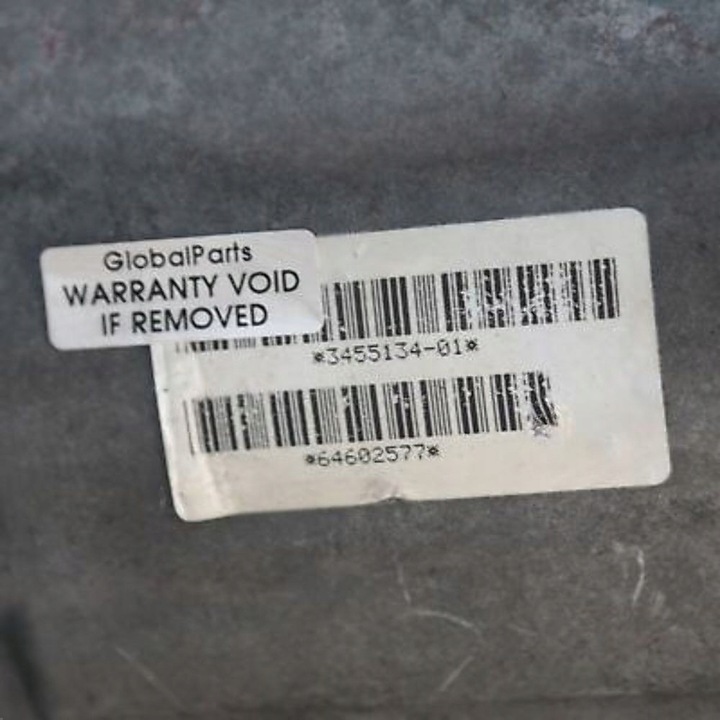 GlobalParts
WARRANTY VOID
IF REMOVED
*3455134-01*
*64602577*